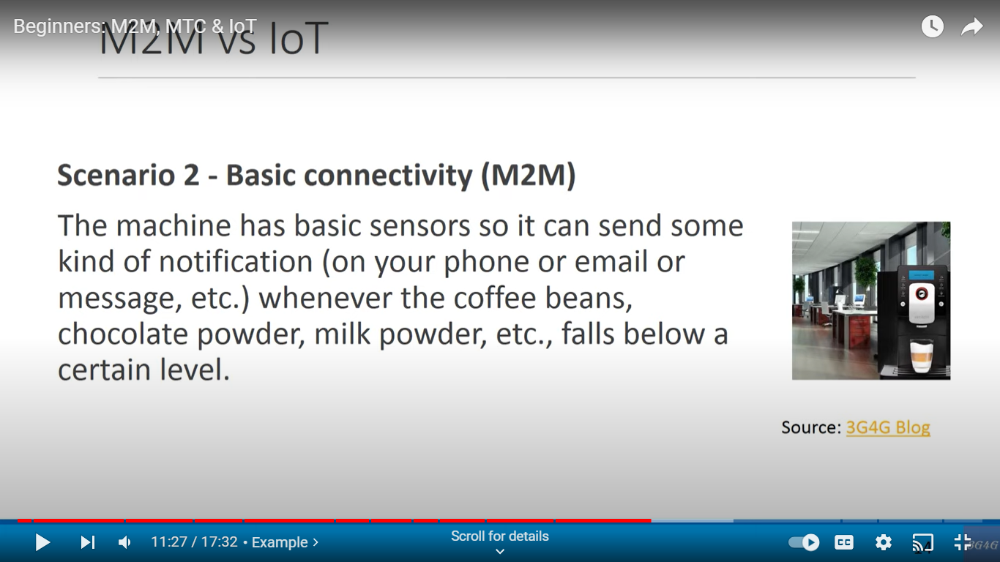 Beginners: M2M, MTC & IoT
M2M vs IoT
Scenario 2 - Basic connectivity (M2M)
The machine has basic sensors so it can send some
kind of notification (on your phone or email or
message, etc.) whenever the coffee beans,
chocolate powder, milk powder, etc., falls below a
certain level.
Source: 3G4G Blog
Scroll for details
11:27 / 17:32 • Example >
CC
14
3G4G